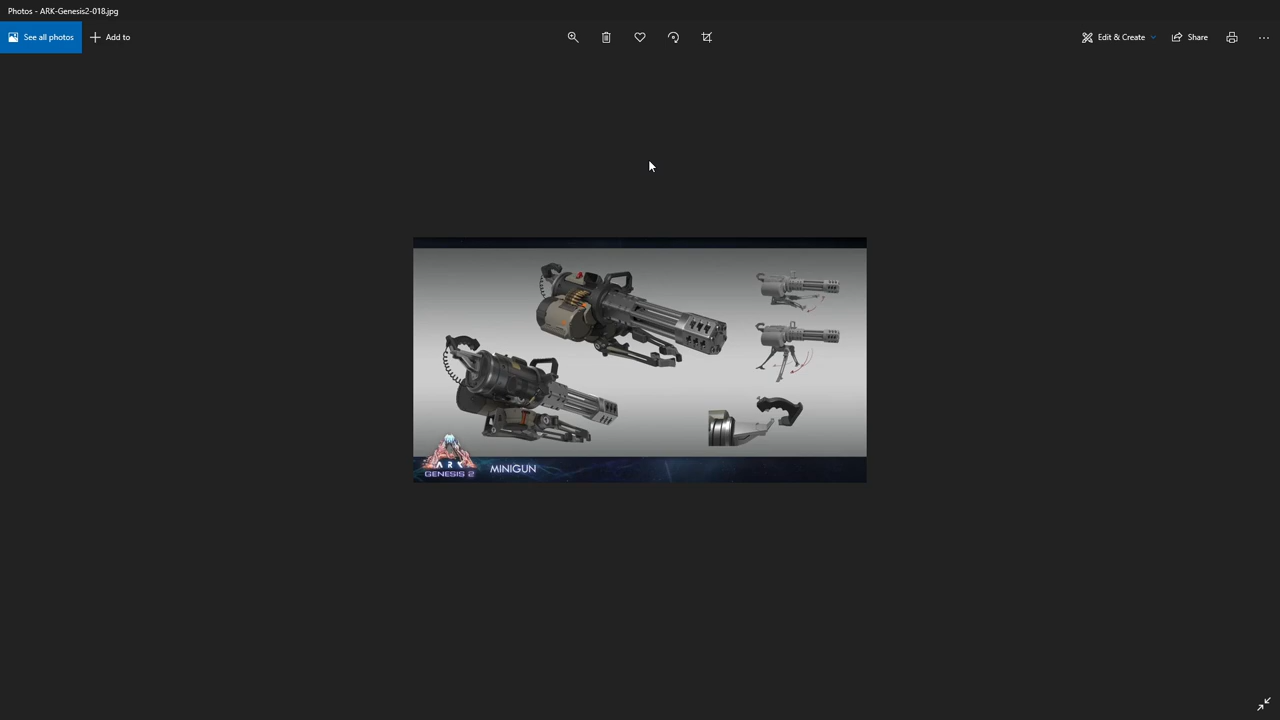 Photos - ARK-Genesis2-018.jpg
See all photos
Add to
Edit & Create
Share
ARK
GENESIS 2
MINIGUN